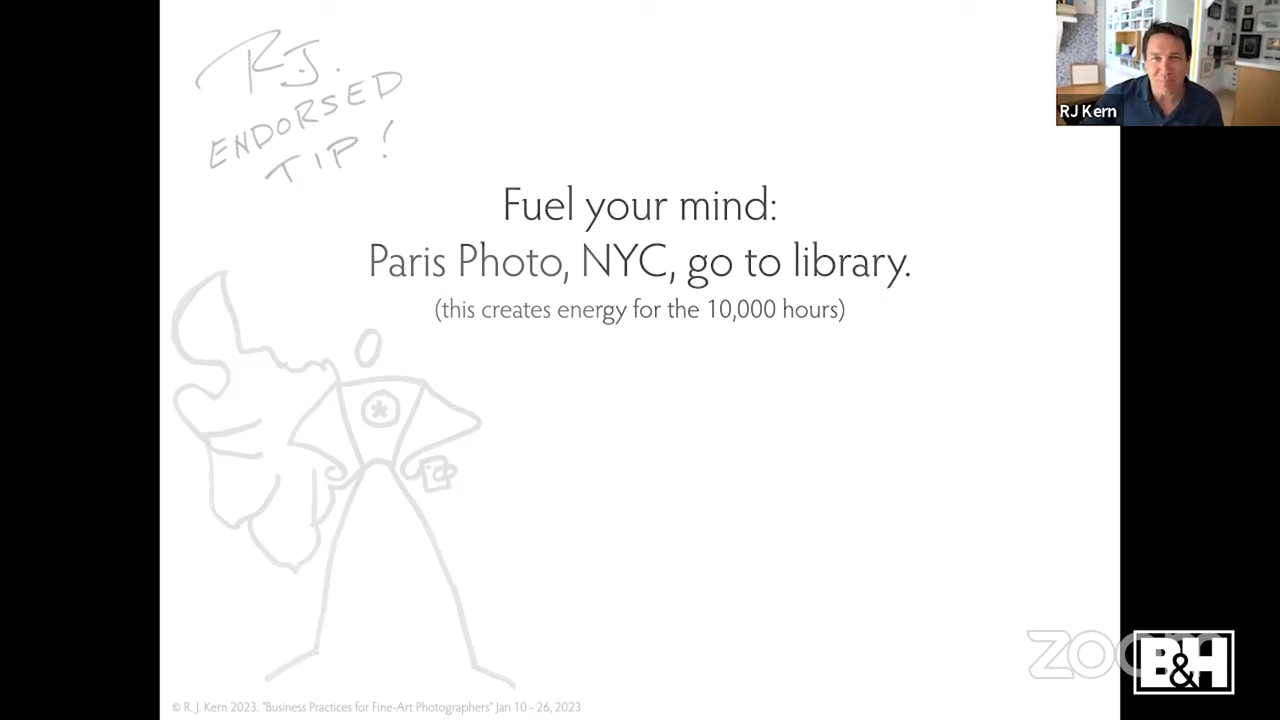 R.J.
ENDORSED
TIP!
RJ Kern
Fuel your mind:
Paris Photo, NYC, go to library.
(this creates energy for the 10,000 hours)
zoom
B&H
© R. J. Kern 2023. "Business Practices for Fine-Art Photographers" Jan 10 - 26, 2023